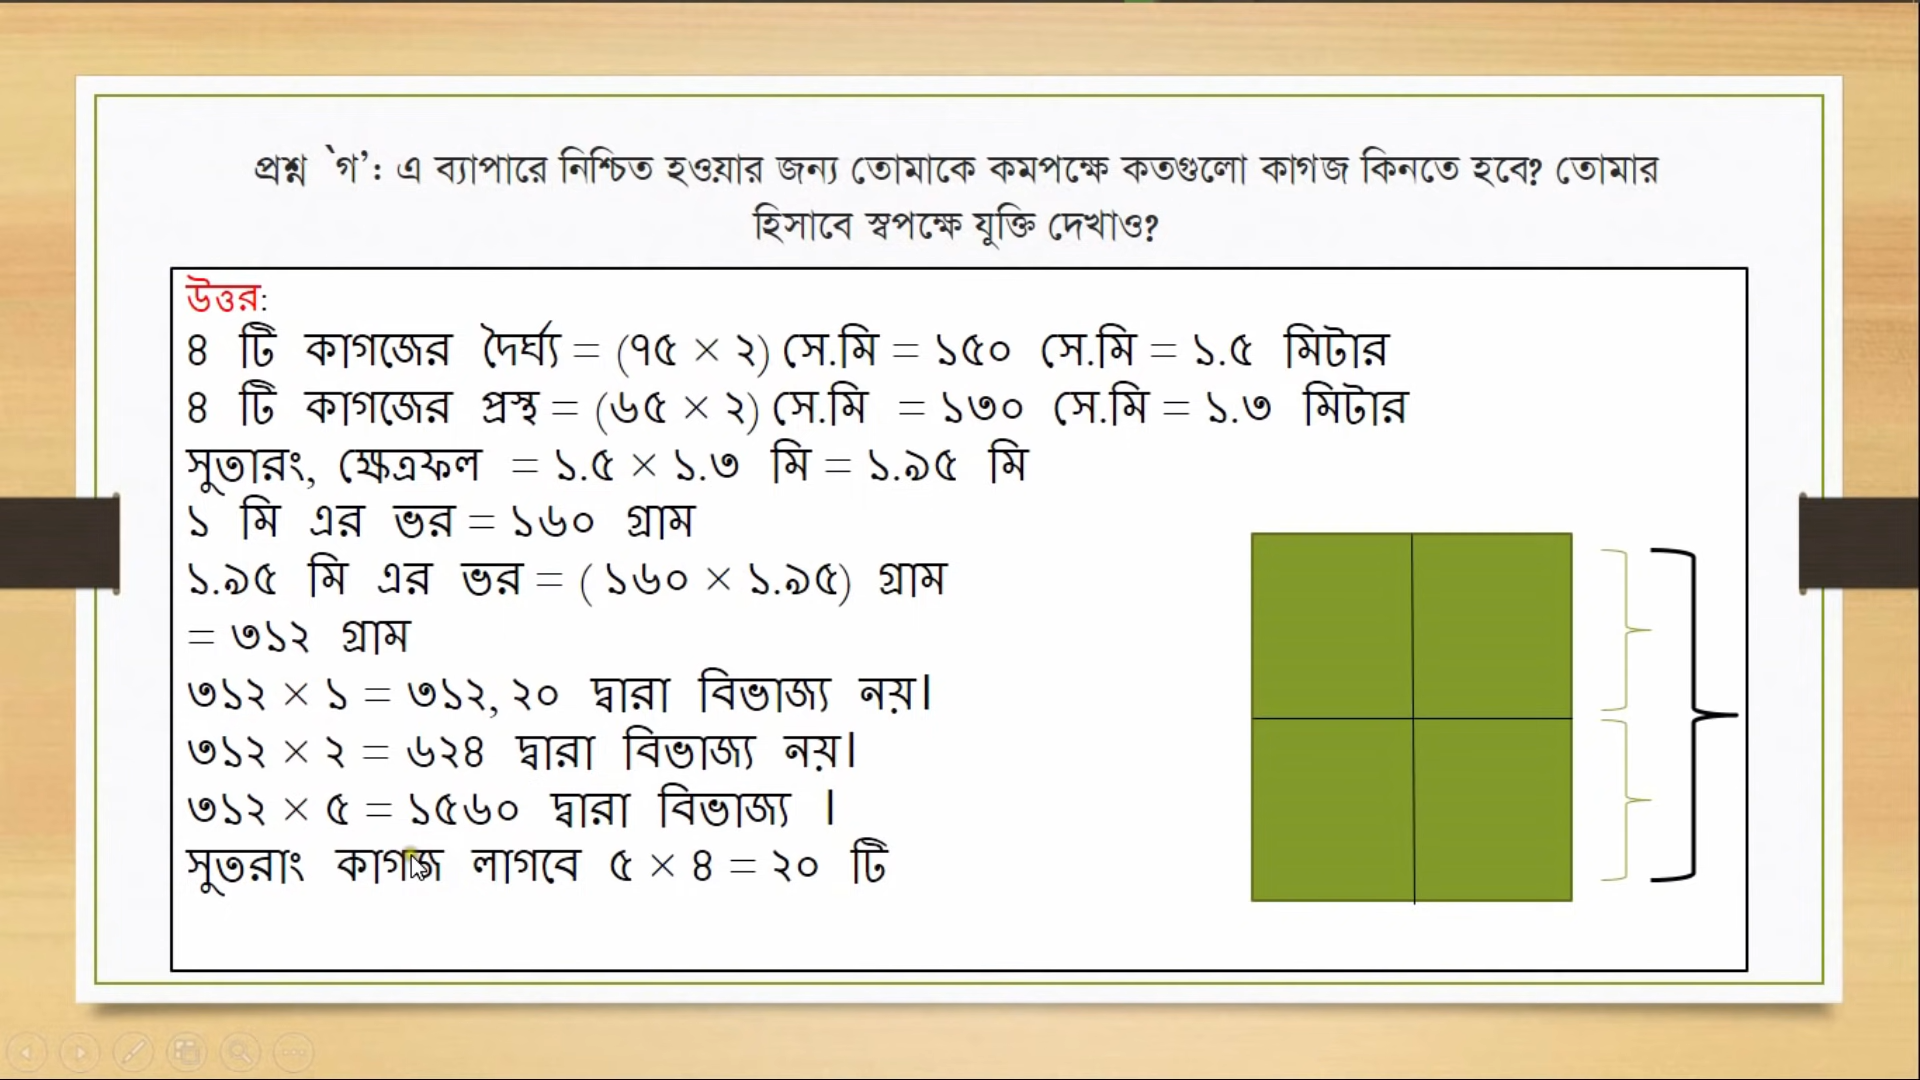 প্রশ্ন `গ’: এ ব্যাপারে নিশ্চিত হওয়ার জন্য তোমাকে কমপক্ষে কতগুলো কাগজ কিনতে হবে? তোমার
হিসাবে স্বপক্ষে যুক্তি দেখাও?
উত্তর:
৪ টি কাগজের দৈর্ঘ্য = (৭৫ × ২) সে.মি = ১৫০ সে.মি = ১.৫ মিটার
৪ টি কাগজের প্রস্থ = (৬৫ × ২) সে.মি = ১৩০ সে.মি = ১.৩ মিটার
সুতারং, ক্ষেত্রফল = ১.৫ × ১.৩ মি = ১.৯৫ মি
১ মি এর ভর = ১৬০ গ্রাম
১.৯৫ মি এর ভর = ( ১৬০ × ১.৯৫) গ্রাম
= ৩১২ গ্রাম
৩১২ × ১ = ৩১২, ২০ দ্বারা বিভাজ্য নয়।
৩১২ × ২ = ৬২৪ দ্বারা বিভাজ্য নয়।
৩১২ × ৫ = ১৫৬০ দ্বারা বিভাজ্য ।
সুতরাং কাগজ লাগবে ৫ × ৪ = ২০ টি